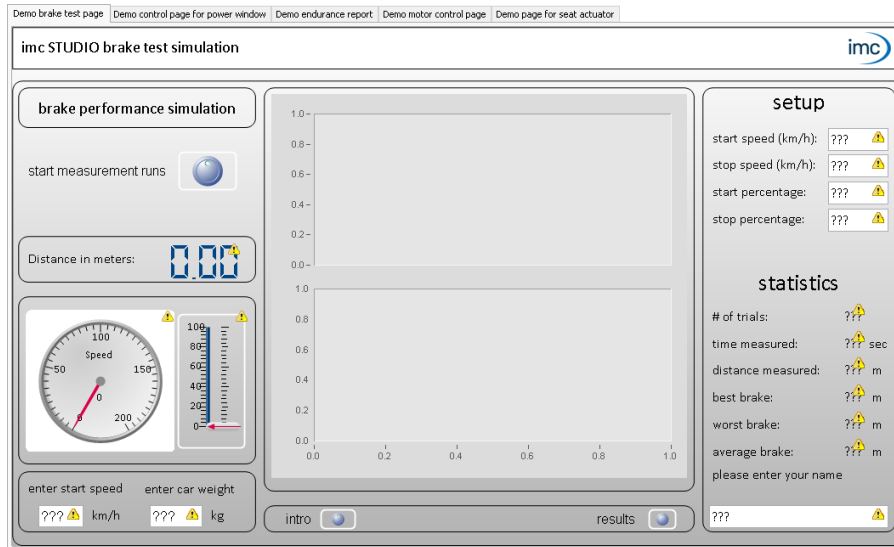 Demo brake test page Demo control page for power window Demo endurance report Demo motor control page Demo page for seat actuator
imc STUDIO brake test simulation
imc
brake performance simulation
start measurement runs
Distance in meters: 0.00
100
50 Speed 150
0
0 200
100
80
60
40
20
0
enter start speed enter car weight
??? km/h ??? kg
1.0
0.8
0.6
0.4
0.2
0.0
1.0
0.8
0.6
0.4
0.2
0.0
0.0 0.2 0.4 0.6 0.8 1.0
intro results
setup
start speed (km/h): ???
stop speed (km/h): ???
start percentage: ???
stop percentage: ???
statistics
# of trials: ???
time measured: ??? sec
distance measured: ??? m
best brake: ??? m
worst brake: ??? m
average brake: ??? m
please enter your name
???